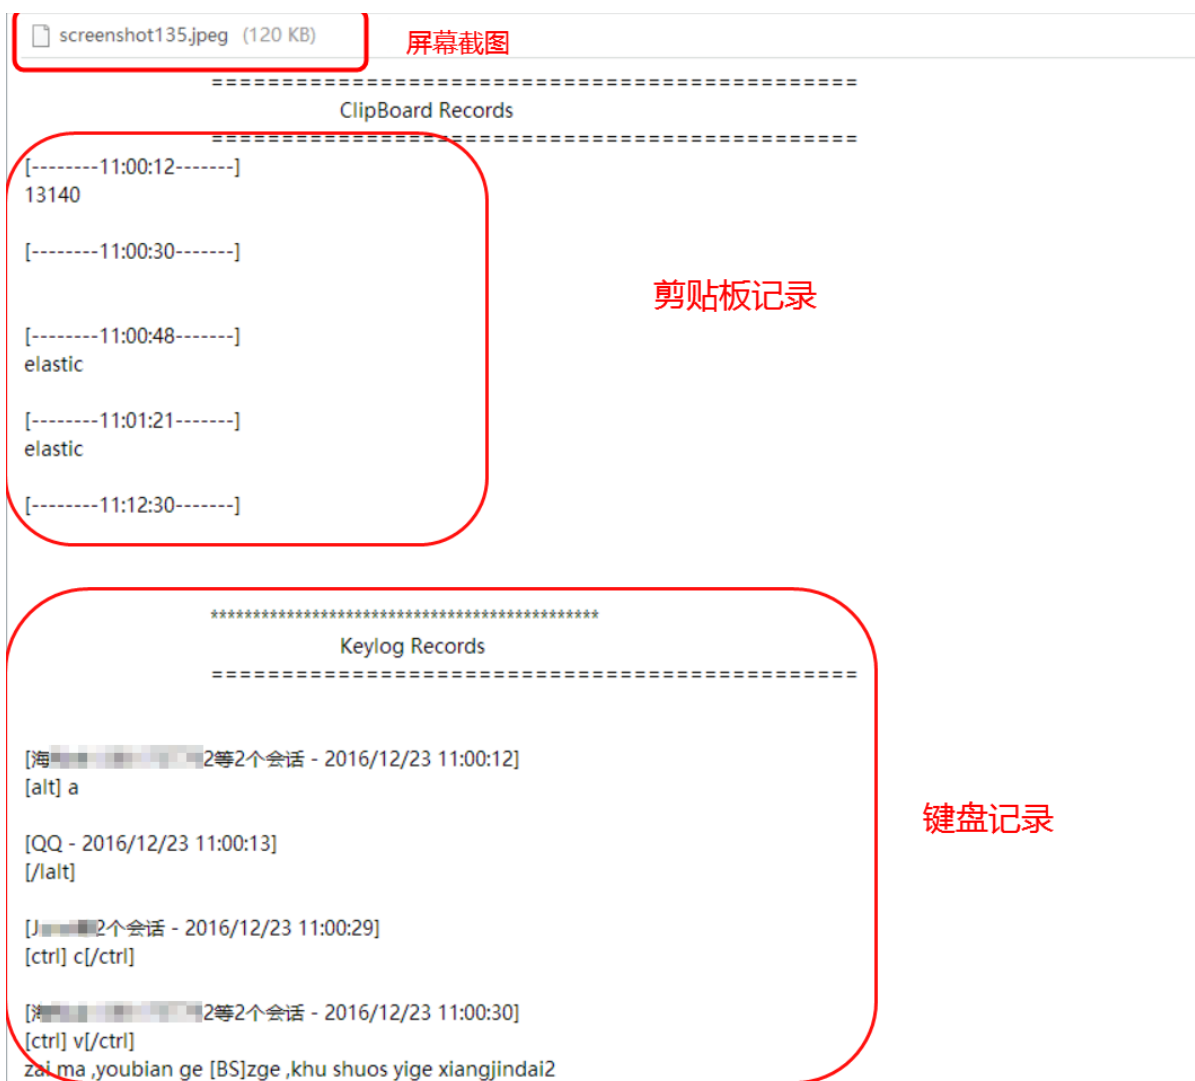 screenshot135.jpeg (120 KB)
屏幕截图
==============================================
ClipBoard Records
==============================================
[--------11:00:12-------]
13140
[--------11:00:30-------]
剪贴板记录
[--------11:00:48-------]
elastic
[--------11:01:21-------]
elastic
[--------11:12:30-------]
**********************************************
Keylog Records
==============================================
[海 2等2个会话 - 2016/12/23 11:00:12]
[alt] a
键盘记录
[QQ - 2016/12/23 11:00:13]
[/lalt]
[J 2个会话 - 2016/12/23 11:00:29]
[ctrl] c[/ctrl]
[海 2等2个会话 - 2016/12/23 11:00:30]
[ctrl] v[/ctrl]
zai ma ,youbian ge [BS]zge ,khu shuos yige xiangjindai2